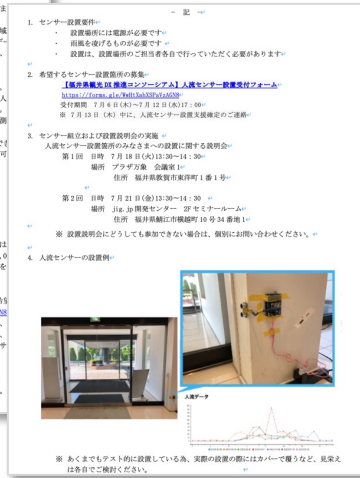 － 記 －
1. センサー設置要件
・ 設置場所には電源が必要です
・ 雨風を凌げるものが必要です
・ 設置は、設置場所のご担当者各自で行っていただく必要があります
2. 希望するセンサー設置箇所の募集
【福井県観光 DX 推進コンソーシアム】人流センサー設置受付フォーム
受付期間 7月6日(木)～7月12日(水)17：00
※ 7月13日 (木) 中に、人流センサー設置支援確定のご連絡
3. センサー組立および設置説明会の実施
人流センサー設置箇所のみなさまへの設置に関する説明会
第1回 日時 7月18日(火)13:30～14：30
場所 プラザ万象 会議室1
住所 福井県敦賀市東洋町1番1号
第2回 日時 7月21日(金)13:30～14：30
場所 jig.jp 開発センター 2F セミナールーム
住所 福井県鯖江市横越町10号34番地1
※ 設置説明会にどうしても参加できない場合は、個別にお問い合わせください。
4. 人流センサーの設置例
人流データ
※ あくまでもテスト的に設置している為、実際の設置の際にはカバーで覆うなど、見栄え
は各自でご検討ください。